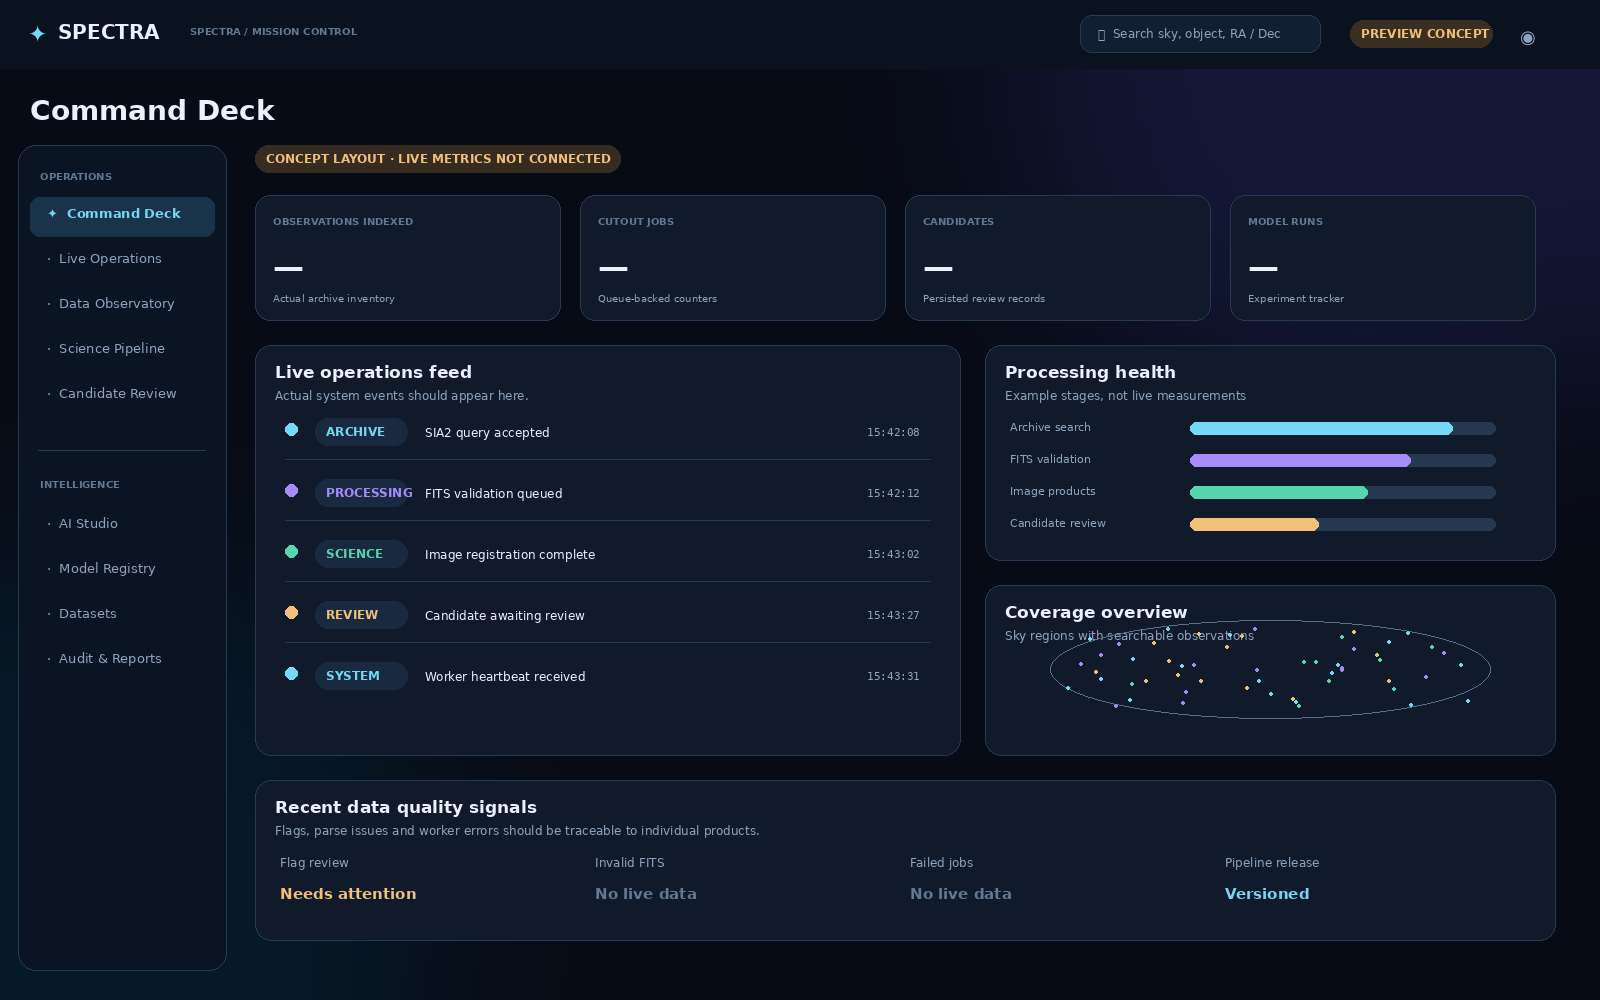 ✦ SPECTRA
SPECTRA / MISSION CONTROL
Search sky, object, RA / Dec
PREVIEW CONCEPT
Command Deck
OPERATIONS
✦ Command Deck
· Live Operations
· Data Observatory
· Science Pipeline
· Candidate Review
INTELLIGENCE
· AI Studio
· Model Registry
· Datasets
· Audit & Reports
CONCEPT LAYOUT · LIVE METRICS NOT CONNECTED
OBSERVATIONS INDEXED
—
Actual archive inventory
CUTOUT JOBS
—
Queue-backed counters
CANDIDATES
—
Persisted review records
MODEL RUNS
—
Experiment tracker
Live operations feed
Actual system events should appear here.
ARCHIVE SIA2 query accepted 15:42:08
PROCESSING FITS validation queued 15:42:12
SCIENCE Image registration complete 15:43:02
REVIEW Candidate awaiting review 15:43:27
SYSTEM Worker heartbeat received 15:43:31
Processing health
Example stages, not live measurements
Archive search
FITS validation
Image products
Candidate review
Coverage overview
Sky regions with searchable observations
Recent data quality signals
Flags, parse issues and worker errors should be traceable to individual products.
Flag review
Needs attention
Invalid FITS
No live data
Failed jobs
No live data
Pipeline release
Versioned